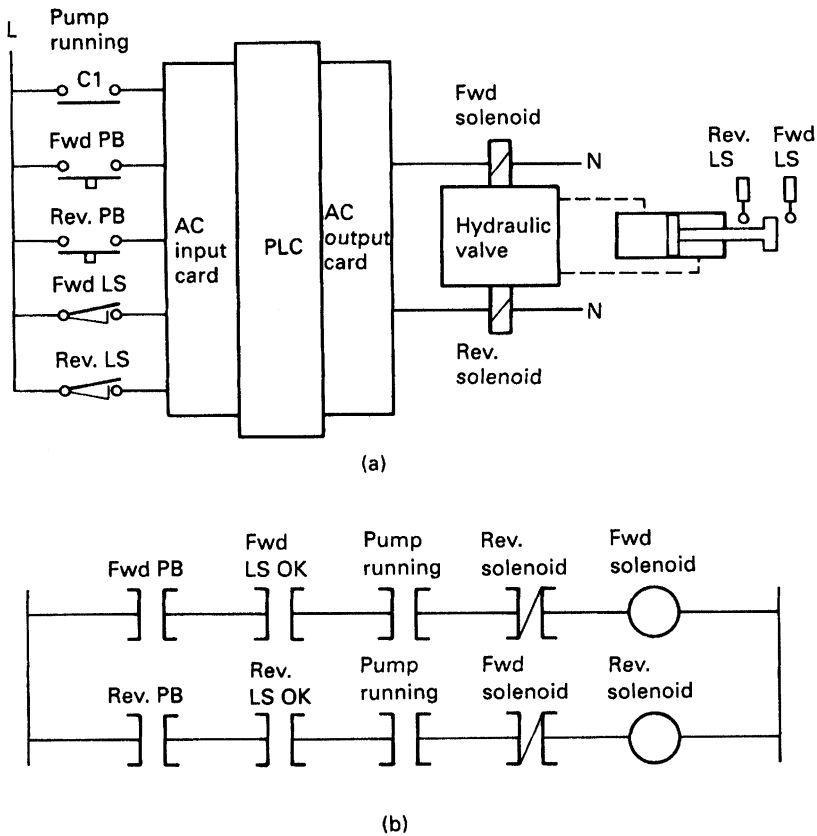 L
Pump
running
C1
Fwd PB
Rev. PB
Fwd LS
Rev. LS
AC
input
card
PLC
AC
output
card
Fwd
solenoid
N
Hydraulic
valve
N
Rev.
solenoid
Rev.
LS
Fwd
LS
(a)
Fwd PB
Fwd
LS OK
Pump
running
Rev.
solenoid
Fwd
solenoid
Rev. PB
Rev.
LS OK
Pump
running
Fwd
solenoid
Rev.
solenoid
(b)